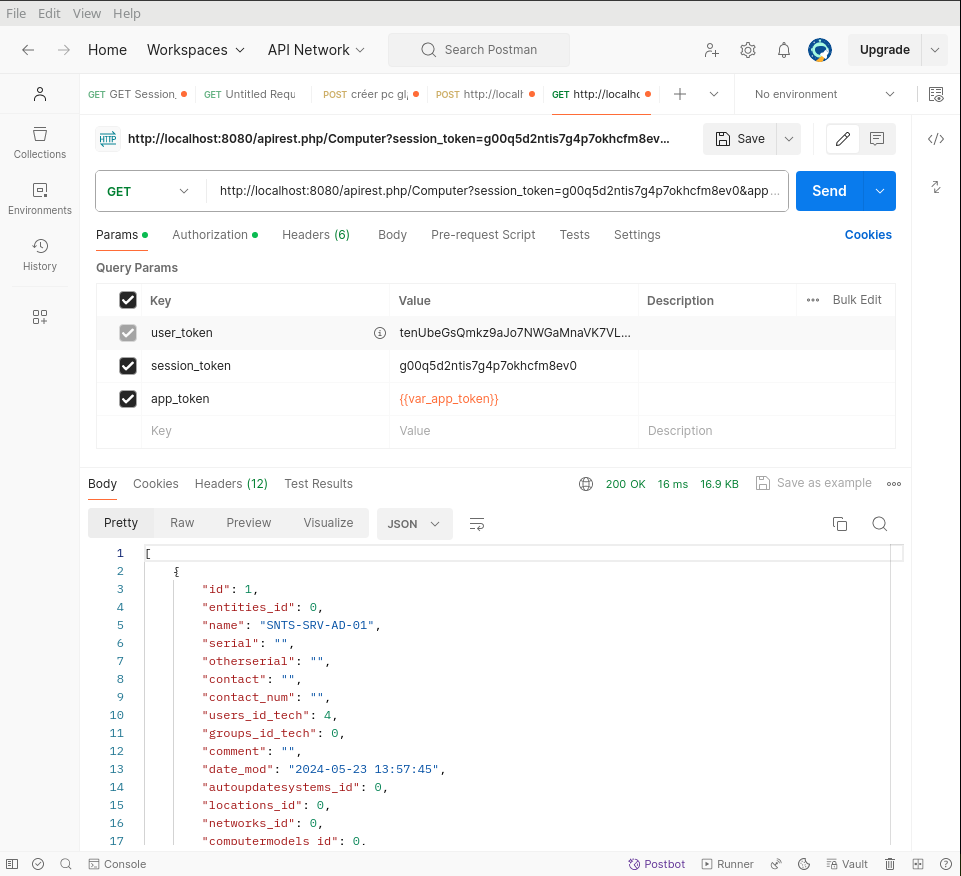 File Edit View Help
Home Workspaces API Network Search Postman Upgrade
GET GET Session. GET Untitled Requ POST créer pc gl POST http://localh GET http://localho No environment
HTTP http://localhost:8080/apirest.php/Computer?session_token=g00q5d2ntis7g4p7okhcfm8ev... Save
GET http://localhost:8080/apirest.php/Computer?session_token=g00q5d2ntis7g4p7okhcfm8ev0&app... Send
Params Authorization Headers (6) Body Pre-request Script Tests Settings Cookies
Query Params
Key Value Description Bulk Edit
user_token tenUbeGsQmkz9aJo7NWGaMnaVK7VL...
session_token g00q5d2ntis7g4p7okhcfm8ev0
app_token {{var_app_token}}
Key Value Description
Collections
Environments
History
Body Cookies Headers (12) Test Results 200 OK 16 ms 16.9 KB Save as example
Pretty Raw Preview Visualize JSON
1 [
2 {
3 "id": 1,
4 "entities_id": 0,
5 "name": "SNTS-SRV-AD-01",
6 "serial": "",
7 "otherserial": "",
8 "contact": "",
9 "contact_num": "",
10 "users_id_tech": 4,
11 "groups_id_tech": 0,
12 "comment": "",
13 "date_mod": "2024-05-23 13:57:45",
14 "autoupdatesystems_id": 0,
15 "locations_id": 0,
16 "networks_id": 0,
17 "computermodels_id": 0,
Console Postbot Runner Vault